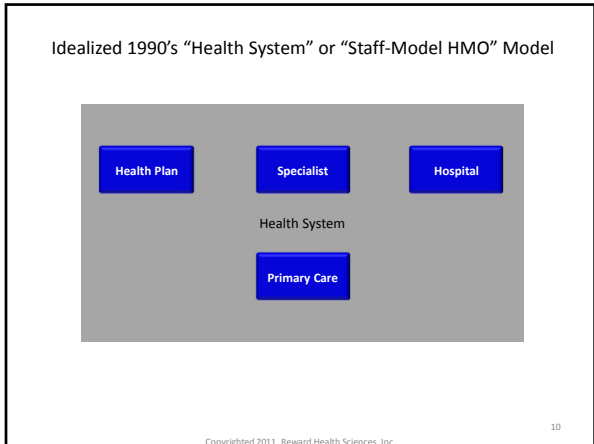 Idealized 1990's “Health System” or “Staff-Model HMO” Model
Health Plan
Specialist
Hospital
Health System
Primary Care
10
Copyrighted 2011, Reward Health Sciences, Inc.